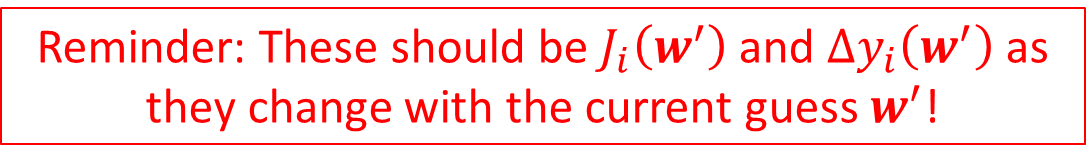 Reminder: These should be 𝐽ᵢ(𝒘′) and Δ𝑦ᵢ(𝒘′) as
they change with the current guess 𝒘′!